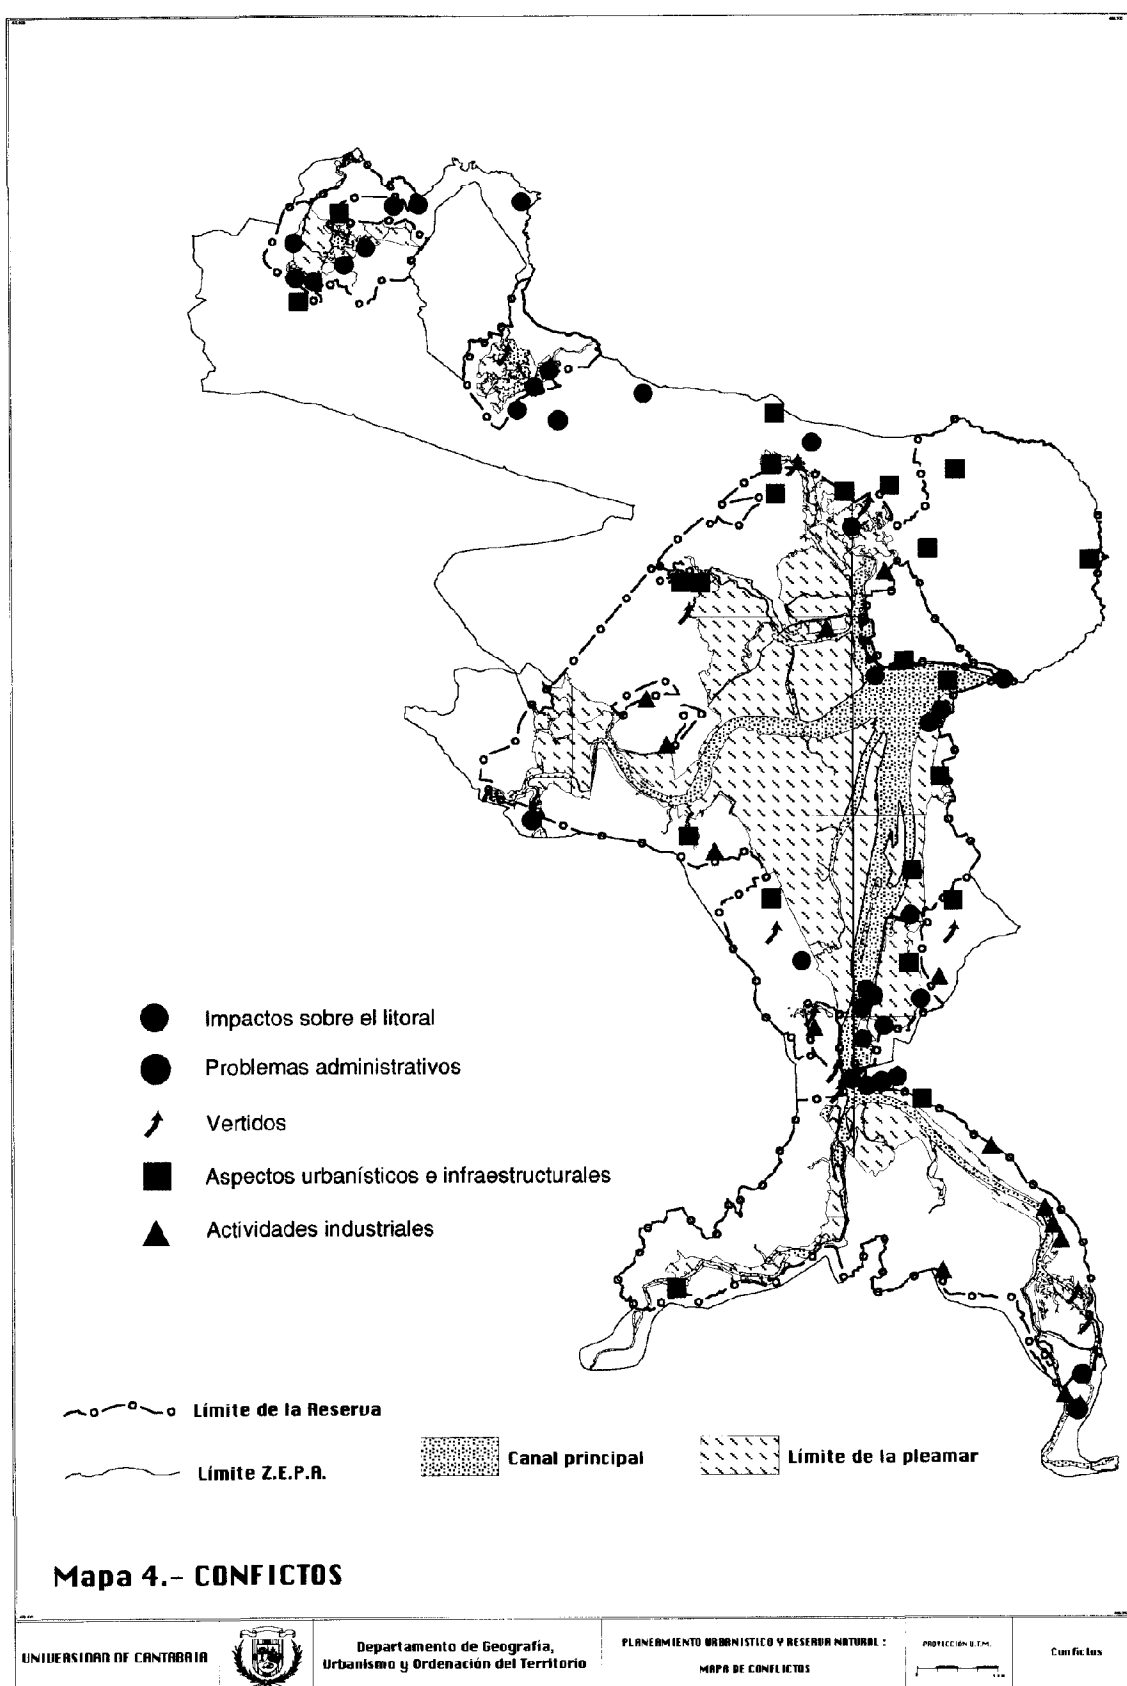 Impactos sobre el litoral
Problemas administrativos
Vertidos
Aspectos urbanísticos e infraestructurales
Actividades industriales
Límite de la Reserva
Límite Z.E.P.A.
Canal principal
Límite de la pleamar
Mapa 4.- CONFICTOS
UNIVERSIDAD DE CANTABRIA
Departamento de Geografía,
Urbanismo y Ordenación del Territorio
PLANEAMIENTO URBANISTICO Y RESERVA NATURAL :
MAPA DE CONFLICTOS
PROYECCION U.T.M.
Conflictos